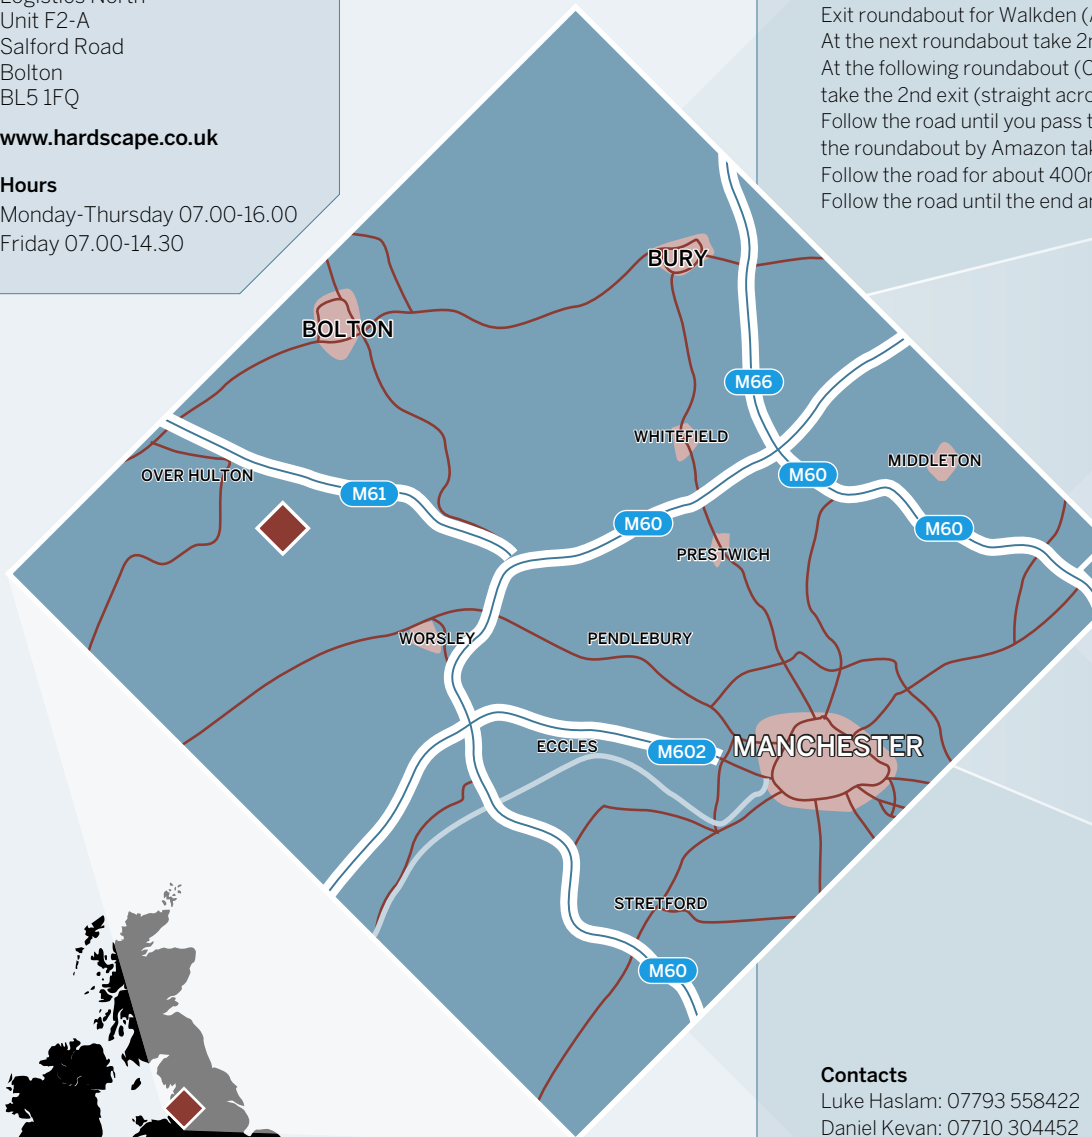 Unit F2-A
Salford Road
Bolton
BL5 1FQ
www.hardscape.co.uk
Hours
Monday-Thursday 07.00-16.00
Friday 07.00-14.30
Exit roundabout for Walkden (
At the next roundabout take
At the following roundabout
take the 2nd exit (straight
Follow the road until you pass
the roundabout by Amazon
Follow the road for about
Follow the road until the end
BURY
BOLTON
M66
WHITEFIELD
MIDDLETON
OVER HULTON
M60
M61
M60
M60
PRESTWICH
WORSLEY
PENDLEBURY
ECCLES
M602
MANCHESTER
STRETFORD
M60
Contacts
Luke Haslam: 07793 558422
Daniel Kevan: 07710 304452